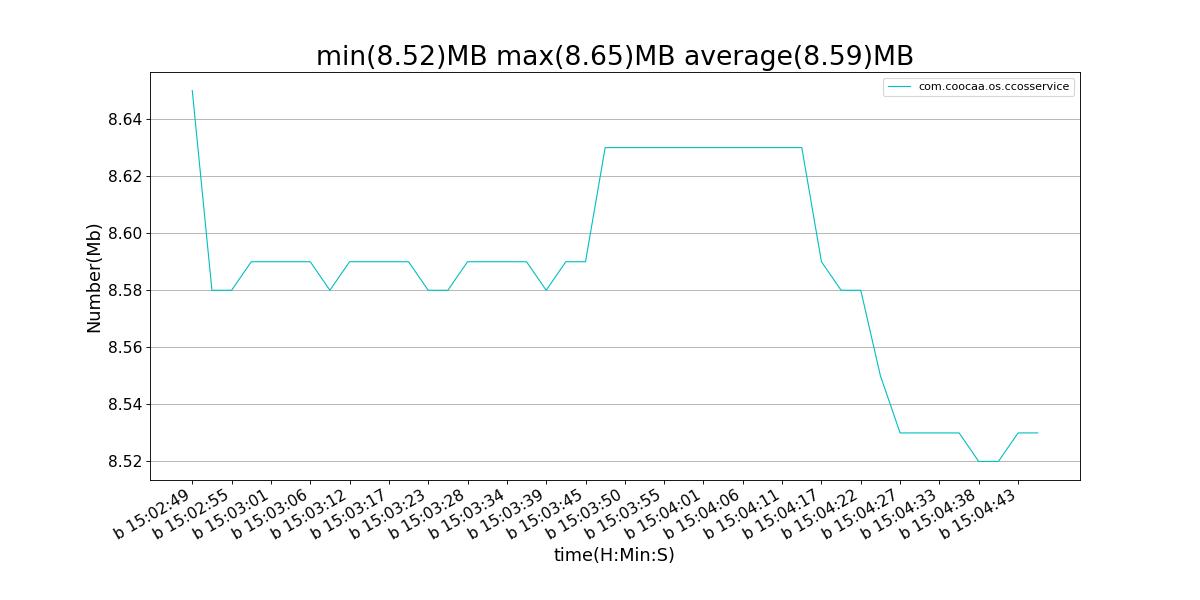 min(8.52)MB max(8.65)MB average(8.59)MB
com.coocaa.os.ccosservice
8.64
8.62
8.60
8.58
8.56
8.54
8.52
Number(Mb)
b 15:02:49
b 15:02:55
b 15:03:01
b 15:03:06
b 15:03:12
b 15:03:17
b 15:03:23
b 15:03:28
b 15:03:34
b 15:03:39
b 15:03:45
b 15:03:50
b 15:03:55
b 15:04:01
b 15:04:06
b 15:04:11
b 15:04:17
b 15:04:22
b 15:04:27
b 15:04:33
b 15:04:38
b 15:04:43
time(H:Min:S)